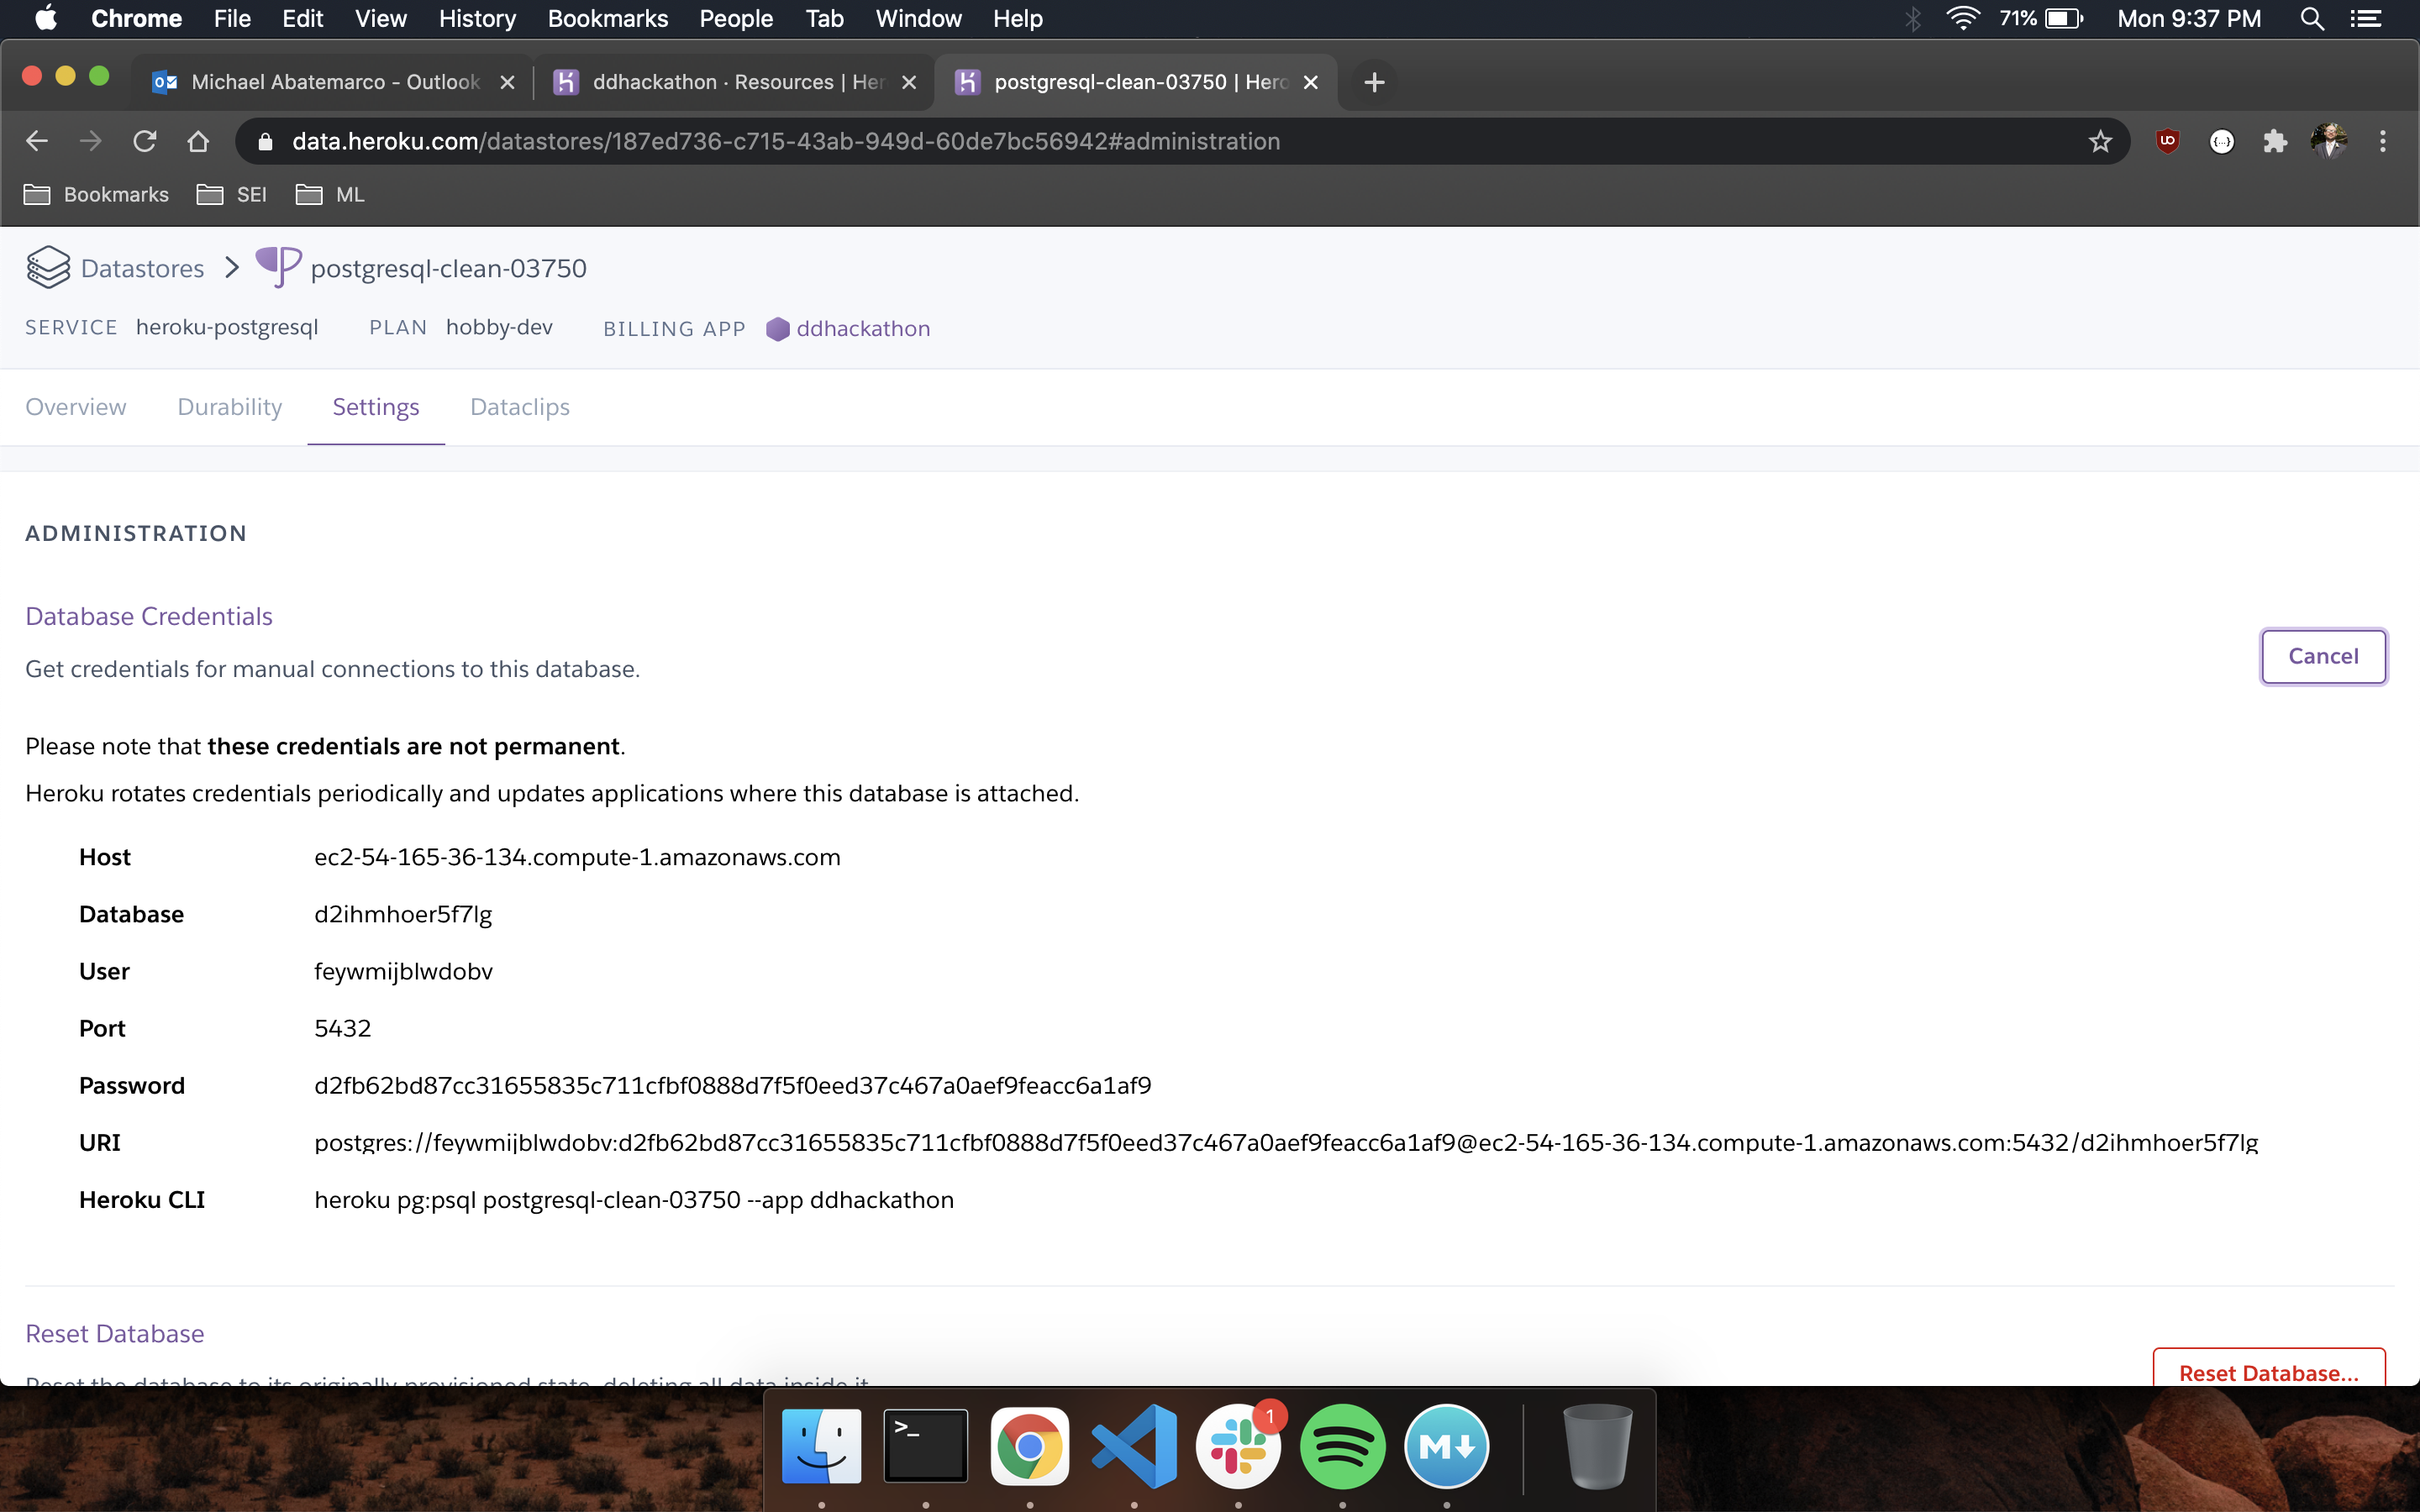 Chrome File Edit View History Bookmarks People Tab Window Help 71% Mon 9:37 PM
Michael Abatemarco - Outlook ddhackathon · Resources | Her postgresql-clean-03750 | Hero
data.heroku.com/datastores/187ed736-c715-43ab-949d-60de7bc56942#administration
Bookmarks SEI ML
Datastores > postgresql-clean-03750
SERVICE heroku-postgresql PLAN hobby-dev BILLING APP ddhackathon
Overview Durability Settings Dataclips
ADMINISTRATION
Database Credentials
Cancel
Get credentials for manual connections to this database.
Please note that these credentials are not permanent.
Heroku rotates credentials periodically and updates applications where this database is attached.
Host ec2-54-165-36-134.compute-1.amazonaws.com
Database d2ihmhoer5f7lg
User feywmijblwdobv
Port 5432
Password d2fb62bd87cc31655835c711cfbf0888d7f5f0eed37c467a0aef9feacc6a1af9
URI postgres://feywmijblwdobv:d2fb62bd87cc31655835c711cfbf0888d7f5f0eed37c467a0aef9feacc6a1af9@ec2-54-165-36-134.compute-1.amazonaws.com:5432/d2ihmhoer5f7lg
Heroku CLI heroku pg:psql postgresql-clean-03750 --app ddhackathon
Reset Database
Reset Database...
Reset the database to its originally-provisioned state, deleting all data inside it.
>_ 1 M↓